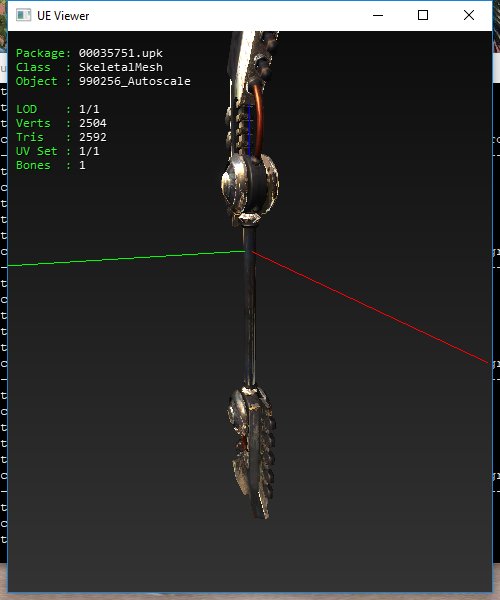 UE Viewer
Package: 00035751.upk
Class  : SkeletalMesh
Object : 990256_Autoscale
LOD    : 1/1
Verts  : 2504
Tris   : 2592
UV Set : 1/1
Bones  : 1